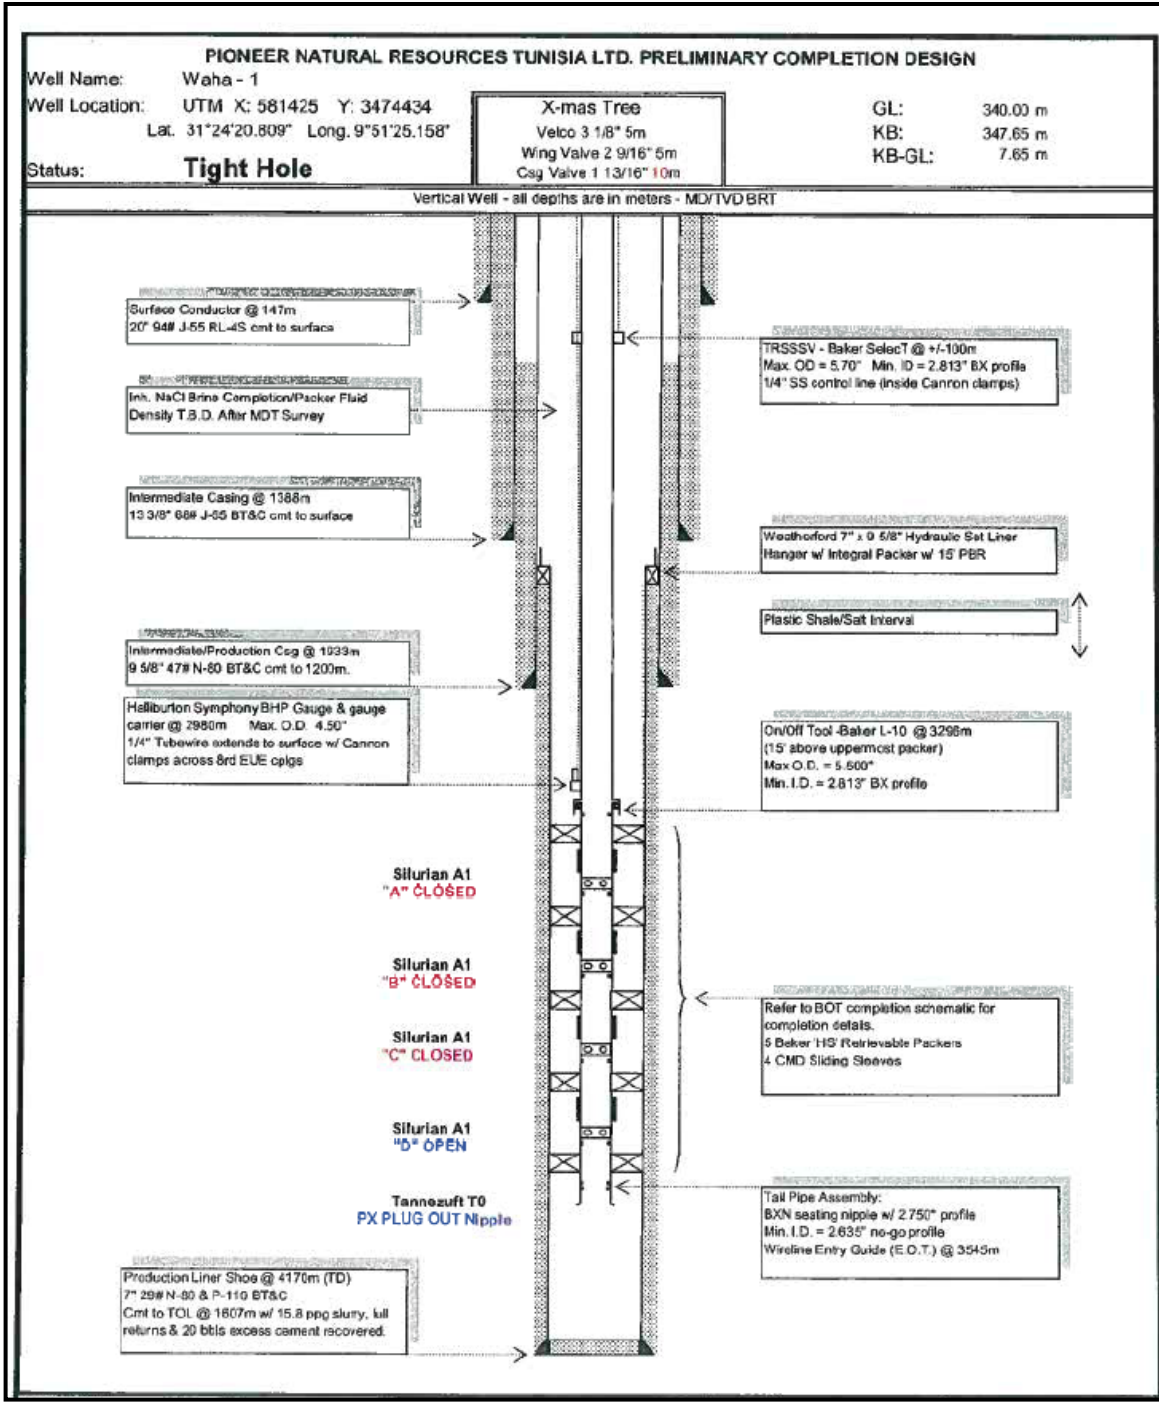 PIONEER NATURAL RESOURCES TUNISIA LTD. PRELIMINARY COMPLETION DESIGN
Well Name: Waha - 1
Well Location: UTM X: 581425 Y: 3474434
Lat. 31°24'20.809" Long. 9°51'25.158"
Status: Tight Hole
X-mas Tree
Velco 3 1/8" 5m
Wing Valve 2 9/16" 5m
Csg Valve 1 13/16" 10m
GL: 340.00 m
KB: 347.65 m
KB-GL: 7.65 m
Vertical Well - all depths are in meters - MD/TVD BRT
Surface Conductor @ 147m
20" 94# J-55 RL-4S cmt to surface
TRSSSV - Baker SelecT @ +/-100m
Max. OD = 5.70" Min. ID = 2.813" BX profile
1/4" SS control line (inside Cannon clamps)
Inh. NaCl Brine Completion/Packer Fluid
Density T.B.D. After MDT Survey
Intermediate Casing @ 1388m
13 3/8" 68# J-55 BT&C cmt to surface
Weatherford 7" x 9 5/8" Hydraulic Set Liner
Hanger w/ Integral Packer w/ 15' PBR
Plastic Shale/Salt Interval
Intermediate/Production Csg @ 1933m
9 5/8" 47# N-80 BT&C cmt to 1200m.
Halliburton Symphony BHP Gauge & gauge
carrier @ 2980m Max. O.D. 4.50"
1/4" Tubewire extends to surface w/ Cannon
clamps across 8rd EUE cplgs
On/Off Tool -Baker L-10 @ 3296m
(15' above uppermost packer)
Max O.D. = 5.500"
Min. I.D. = 2.813" BX profile
Silurian A1
"A" CLOSED
Silurian A1
"B" CLOSED
Silurian A1
"C" CLOSED
Silurian A1
"D" OPEN
Refer to BOT completion schematic for
completion details.
5 Baker 'HS' Retrievable Packers
4 CMD Sliding Sleeves
Tannezuft T0
PX PLUG OUT Nipple
Tail Pipe Assembly:
BXN seating nipple w/ 2.750" profile
Min. I.D. = 2.635" no-go profile
Wireline Entry Guide (E.O.T.) @ 3545m
Production Liner Shoe @ 4170m (TD)
7" 29# N-80 & P-110 BT&C
Cmt to TOL @ 1607m w/ 15.8 ppg slurry, full
returns & 20 bbls excess cement recovered.